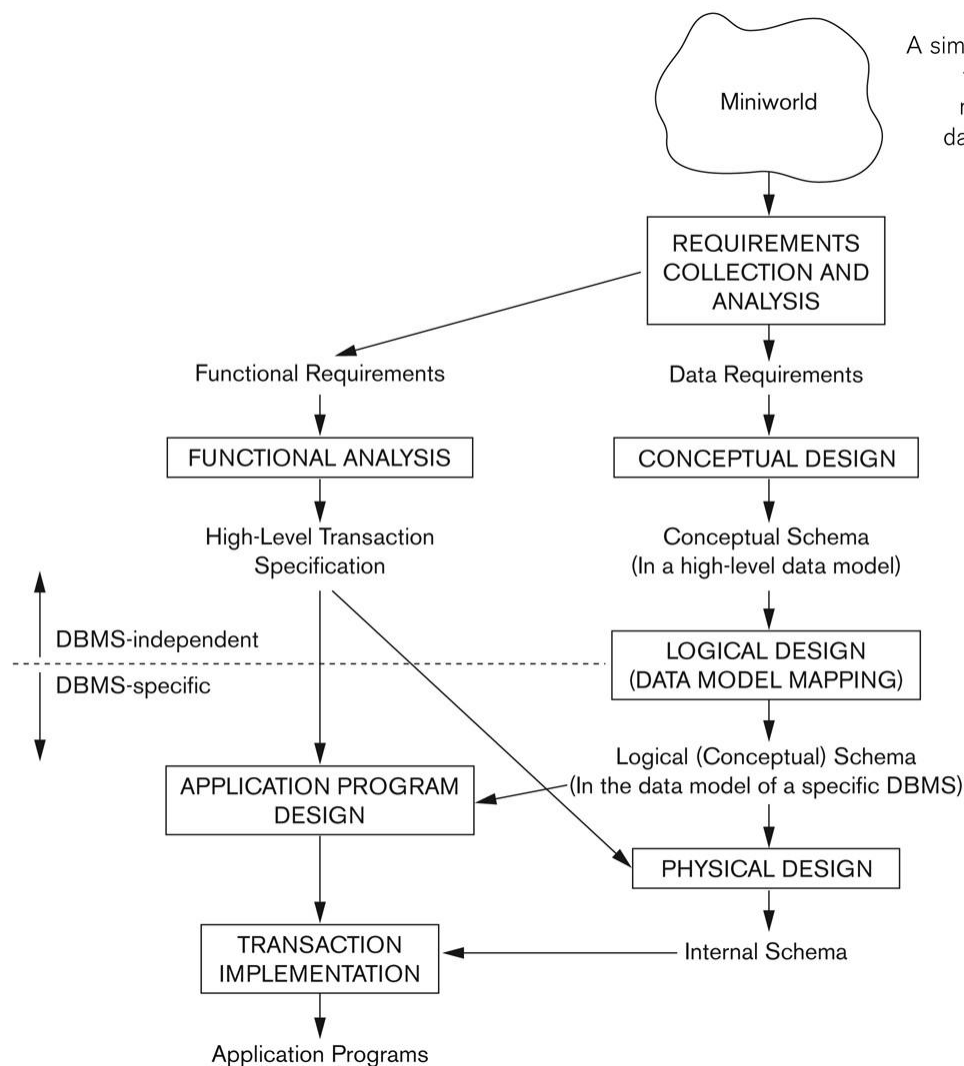 Miniworld
A sim
r
da
REQUIREMENTS
COLLECTION AND
ANALYSIS
Functional Requirements
Data Requirements
FUNCTIONAL ANALYSIS
CONCEPTUAL DESIGN
High-Level Transaction
Specification
Conceptual Schema
(In a high-level data model)
DBMS-independent
DBMS-specific
LOGICAL DESIGN
(DATA MODEL MAPPING)
Logical (Conceptual) Schema
(In the data model of a specific DBMS)
APPLICATION PROGRAM
DESIGN
PHYSICAL DESIGN
TRANSACTION
IMPLEMENTATION
Internal Schema
Application Programs